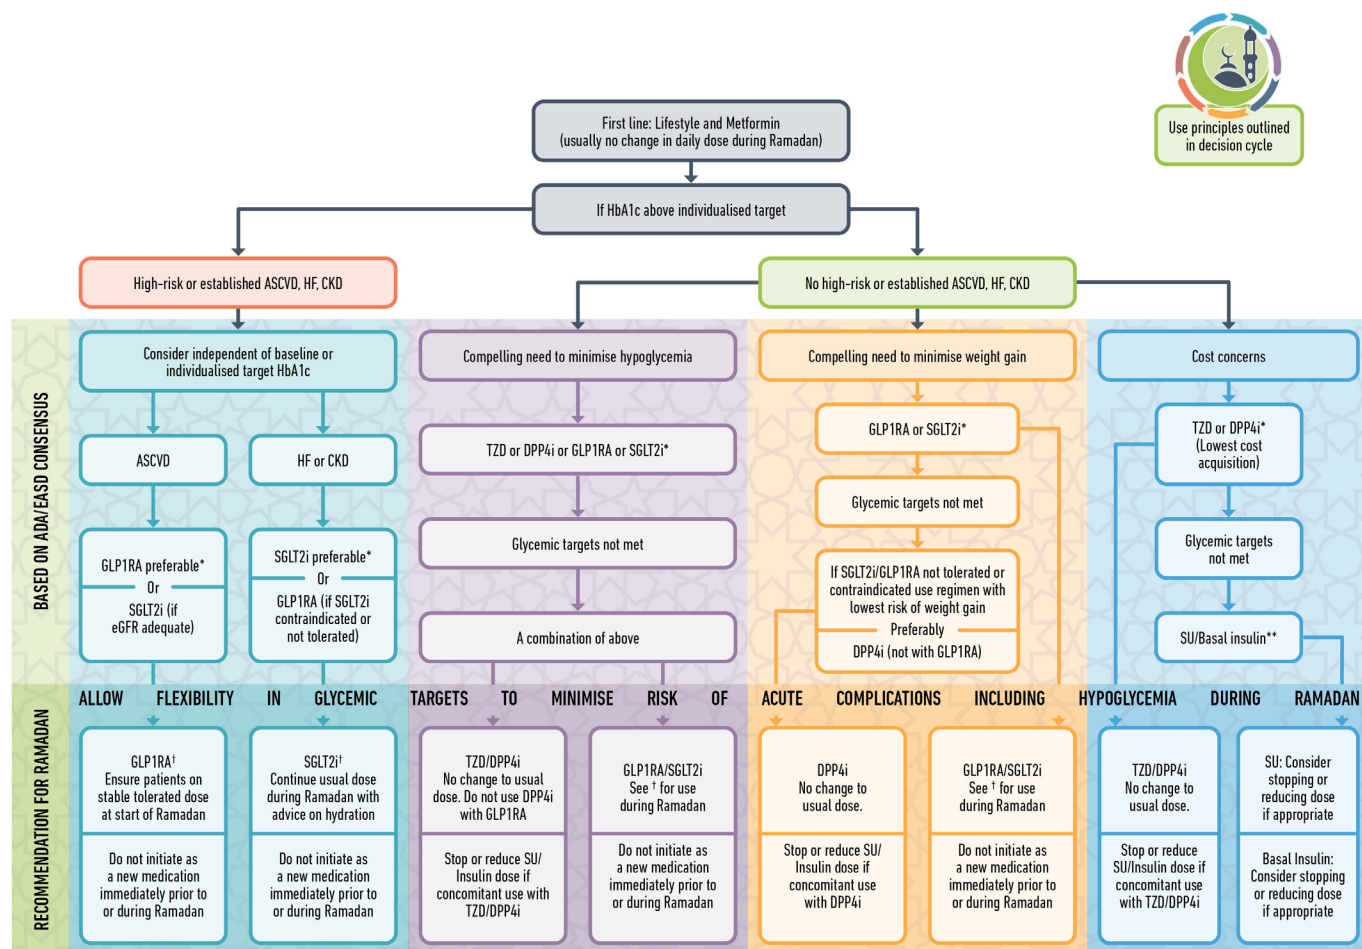 Use principles outlined
in decision cycle
First line: Lifestyle and Metformin
(usually no change in daily dose during Ramadan)
If HbA1c above individualised target
High-risk or established ASCVD, HF, CKD
No high-risk or established ASCVD, HF, CKD
BASED ON ADA/EASD CONSENSUS
Consider independent of baseline or
individualised target HbA1c
ASCVD
HF or CKD
GLP1RA preferable*
Or
SGLT2i (if
eGFR adequate)
SGLT2i preferable*
Or
GLP1RA (if SGLT2i
contraindicated or
not tolerated)
Compelling need to minimise hypoglycemia
TZD or DPP4i or GLP1RA or SGLT2i*
Glycemic targets not met
A combination of above
Compelling need to minimise weight gain
GLP1RA or SGLT2i*
Glycemic targets not met
If SGLT2i/GLP1RA not tolerated or
contraindicated use regimen with
lowest risk of weight gain
Preferably
DPP4i (not with GLP1RA)
Cost concerns
TZD or DPP4i*
(Lowest cost
acquisition)
Glycemic targets
not met
SU/Basal insulin**
ALLOW FLEXIBILITY IN GLYCEMIC TARGETS TO MINIMISE RISK OF ACUTE COMPLICATIONS INCLUDING HYPOGLYCEMIA DURING RAMADAN
RECOMMENDATION FOR RAMADAN
GLP1RA†
Ensure patients on
stable tolerated dose
at start of Ramadan
Do not initiate as
a new medication
immediately prior to
or during Ramadan
SGLT2i†
Continue usual dose
during Ramadan with
advice on hydration
Do not initiate as
a new medication
immediately prior to
or during Ramadan
TZD/DPP4i
No change to usual
dose. Do not use DPP4i
with GLP1RA
Stop or reduce SU/
Insulin dose if
concomitant use with
TZD/DPP4i
GLP1RA/SGLT2i
See † for use
during Ramadan
Do not initiate as
a new medication
immediately prior to
or during Ramadan
DPP4i
No change to
usual dose.
Stop or reduce SU/
Insulin dose if
concomitant use
with DPP4i
GLP1RA/SGLT2i
See † for use
during Ramadan
Do not initiate as
a new medication
immediately prior to
or during Ramadan
TZD/DPP4i
No change to
usual dose.
Stop or reduce
SU/Insulin dose if
concomitant use
with TZD/DPP4i
SU: Consider
stopping or
reducing dose
if appropriate
Basal Insulin:
Consider stopping
or reducing dose
if appropriate